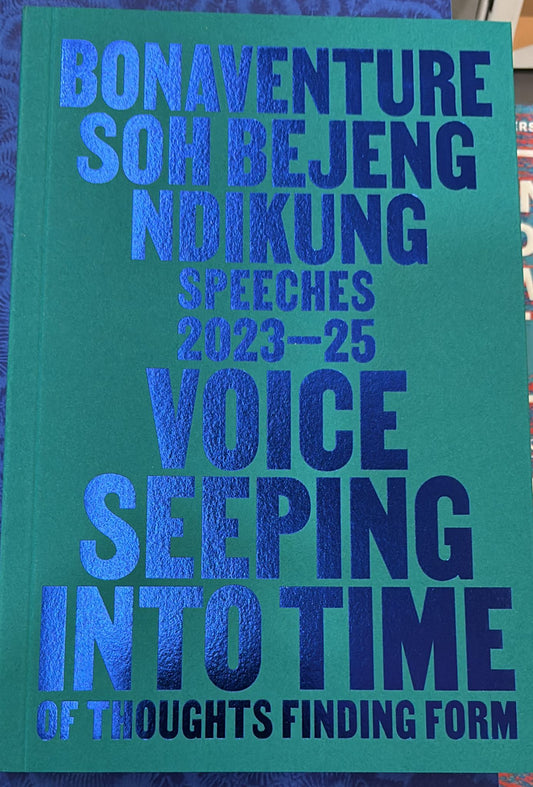 BONAVENTURE
SOH BEJENG
NDIKUNG
SPEECHES
2023—25
VOICE
SEEPING
INTO TIME
OF THOUGHTS FINDING FORM